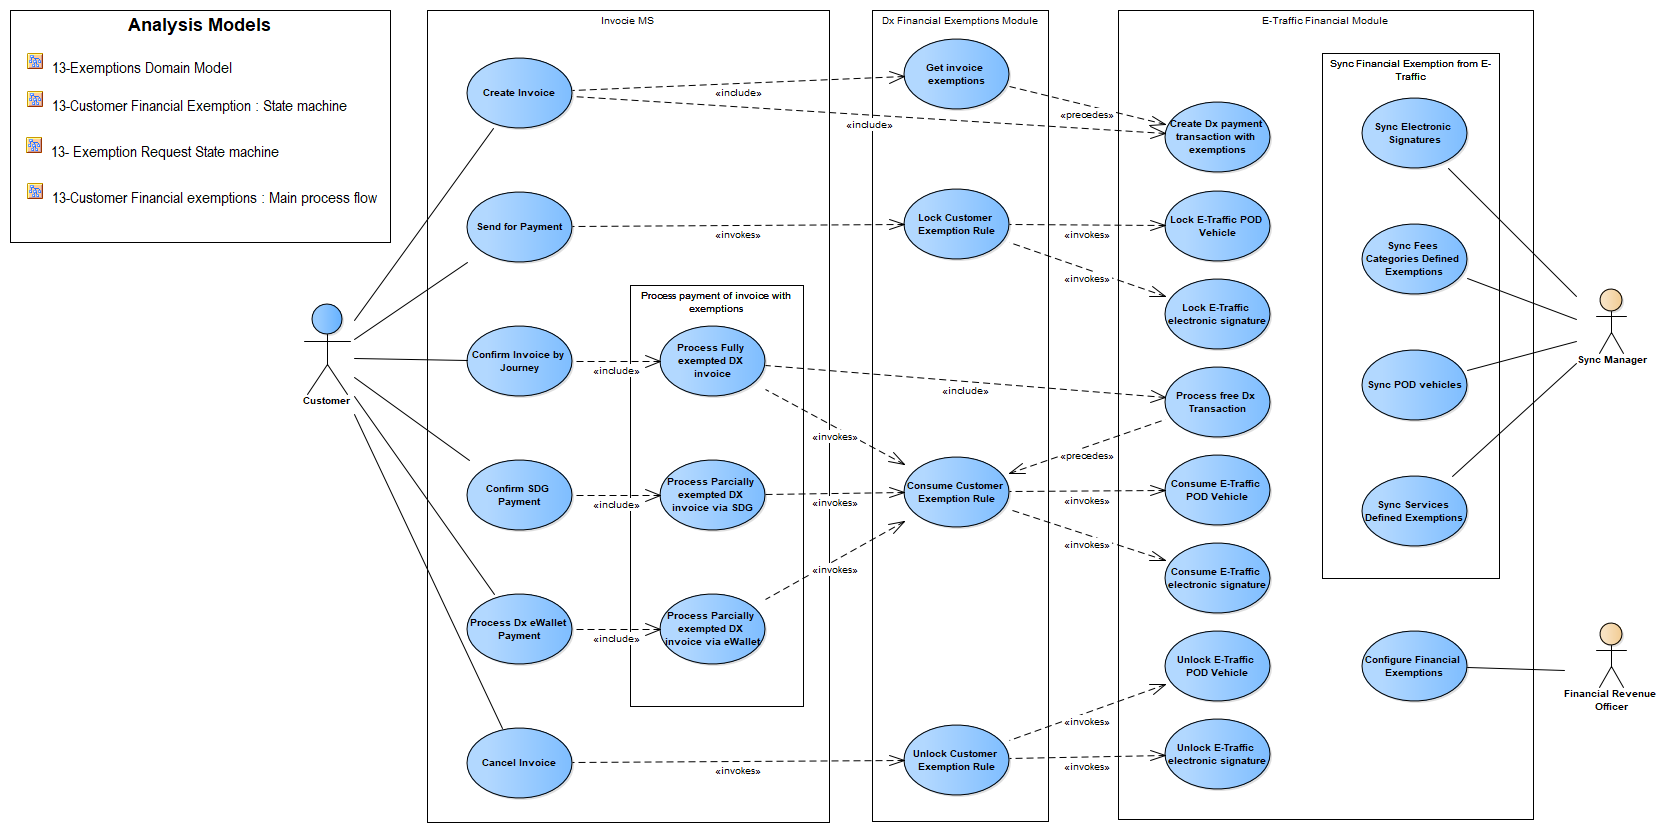 Analysis Models
13-Exemptions Domain Model
13-Customer Financial Exemption : State machine
13- Exemption Request State machine
13-Customer Financial exemptions : Main process flow
Customer
Invocie MS
Create Invoice
Send for Payment
Confirm Invoice by
Journey
Confirm SDG
Payment
Process Dx eWallet
Payment
Cancel Invoice
Process payment of invoice with
exemptions
Process Fully
exempted DX
invoice
Process Parcially
exempted DX
invoice via SDG
Process Parcially
exempted DX
invoice via eWallet
«include»
«include»
«invokes»
«include»
«include»
«include»
«invokes»
«include»
«invokes»
«invokes»
«invokes»
Dx Financial Exemptions Module
Get invoice
exemptions
Lock Customer
Exemption Rule
Consume Customer
Exemption Rule
Unlock Customer
Exemption Rule
«precedes»
«invokes»
«invokes»
«precedes»
«invokes»
«invokes»
«invokes»
«invokes»
E-Traffic Financial Module
Create Dx payment
transaction with
exemptions
Lock E-Traffic POD
Vehicle
Lock E-Traffic
electronic signature
Process free Dx
Transaction
Consume E-Traffic
POD Vehicle
Consume E-Traffic
electronic signature
Unlock E-Traffic
POD Vehicle
Unlock E-Traffic
electronic signature
Sync Financial Exemption from E-
Traffic
Sync Electronic
Signatures
Sync Fees
Categories Defined
Exemptions
Sync POD vehicles
Sync Services
Defined Exemptions
Configure Financial
Exemptions
Sync Manager
Financial Revenue
Officer